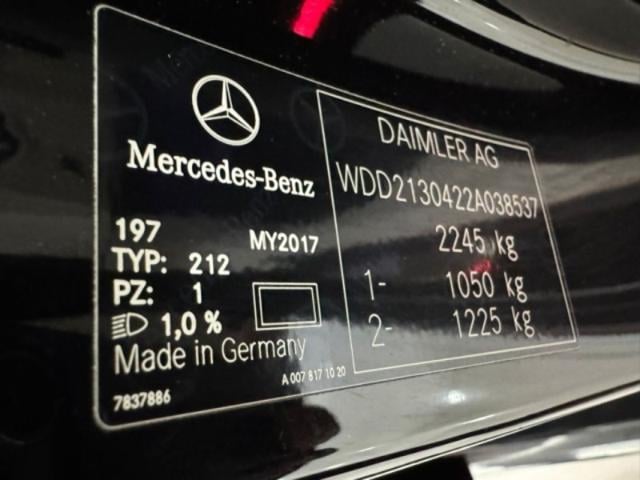 Mercedes-Benz
197
MY2017
TYP: 212
PZ: 1
1,0 %
Made in Germany
A 007 817 10 20
7837886
DAIMLER AG
WDD2130422A038537
2245 kg
1- 1050 kg
2- 1225 kg